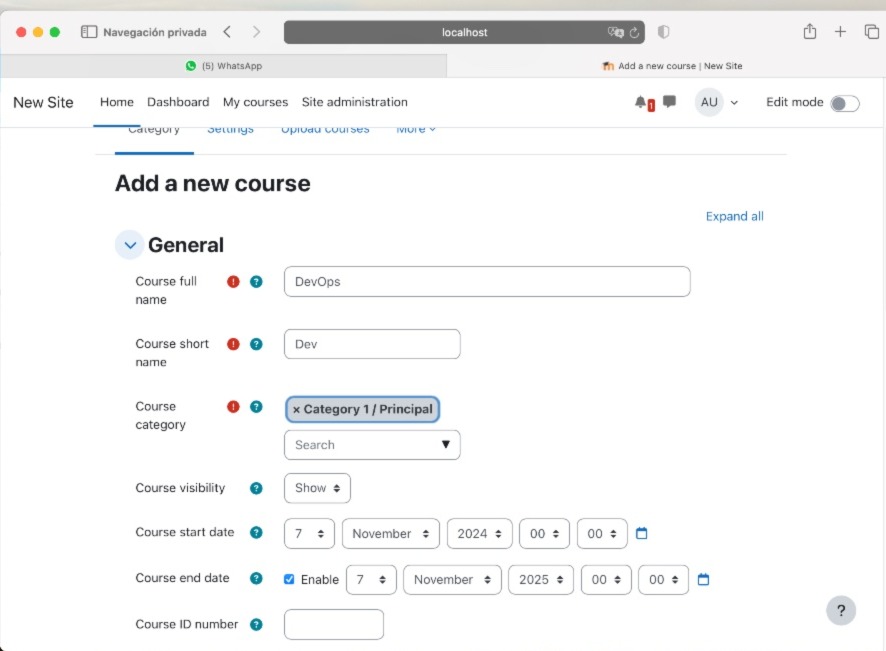 Navegación privada
localhost
(5) WhatsApp
Add a new course | New Site
New Site
Home Dashboard My courses Site administration
1
AU
Edit mode
Category Settings Upload courses More
Add a new course
Expand all
General
Course full name
! ?
DevOps
Course short name
! ?
Dev
Course category
! ?
× Category 1 / Principal
Search ▼
Course visibility ? Show
Course start date ? 7 November 2024 00 00
Course end date ? Enable 7 November 2025 00 00
Course ID number ?
?